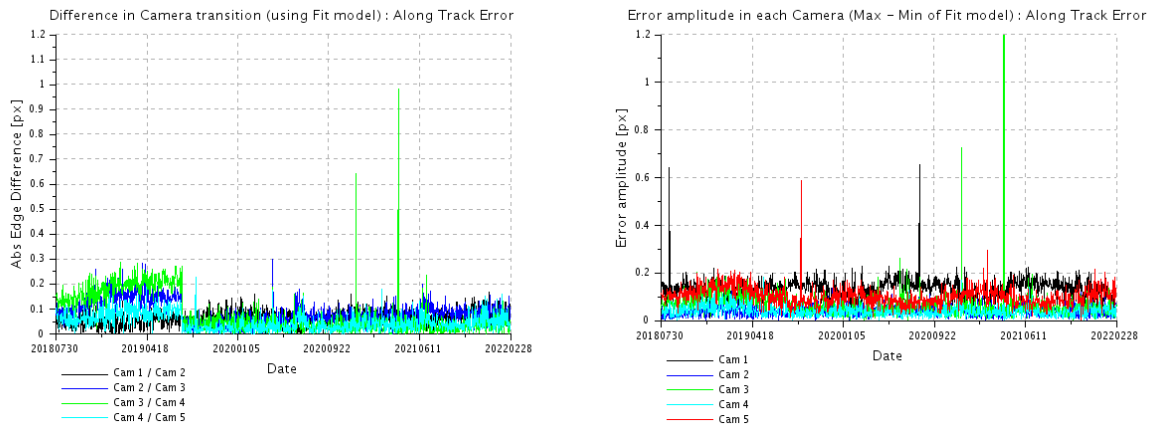 Difference in Camera transition (using Fit model) : Along Track Error
Abs Edge Difference [px]
1.2
1.1
1
0.9
0.8
0.7
0.6
0.5
0.4
0.3
0.2
0.1
0
20180730 20190418 20200105 20200922 20210611 20220228
Date
Cam 1 / Cam 2
Cam 2 / Cam 3
Cam 3 / Cam 4
Cam 4 / Cam 5
Error amplitude in each Camera (Max - Min of Fit model) : Along Track Error
Error amplitude [px]
1.2
1
0.8
0.6
0.4
0.2
0
20180730 20190418 20200105 20200922 20210611 20220228
Date
Cam 1
Cam 2
Cam 3
Cam 4
Cam 5